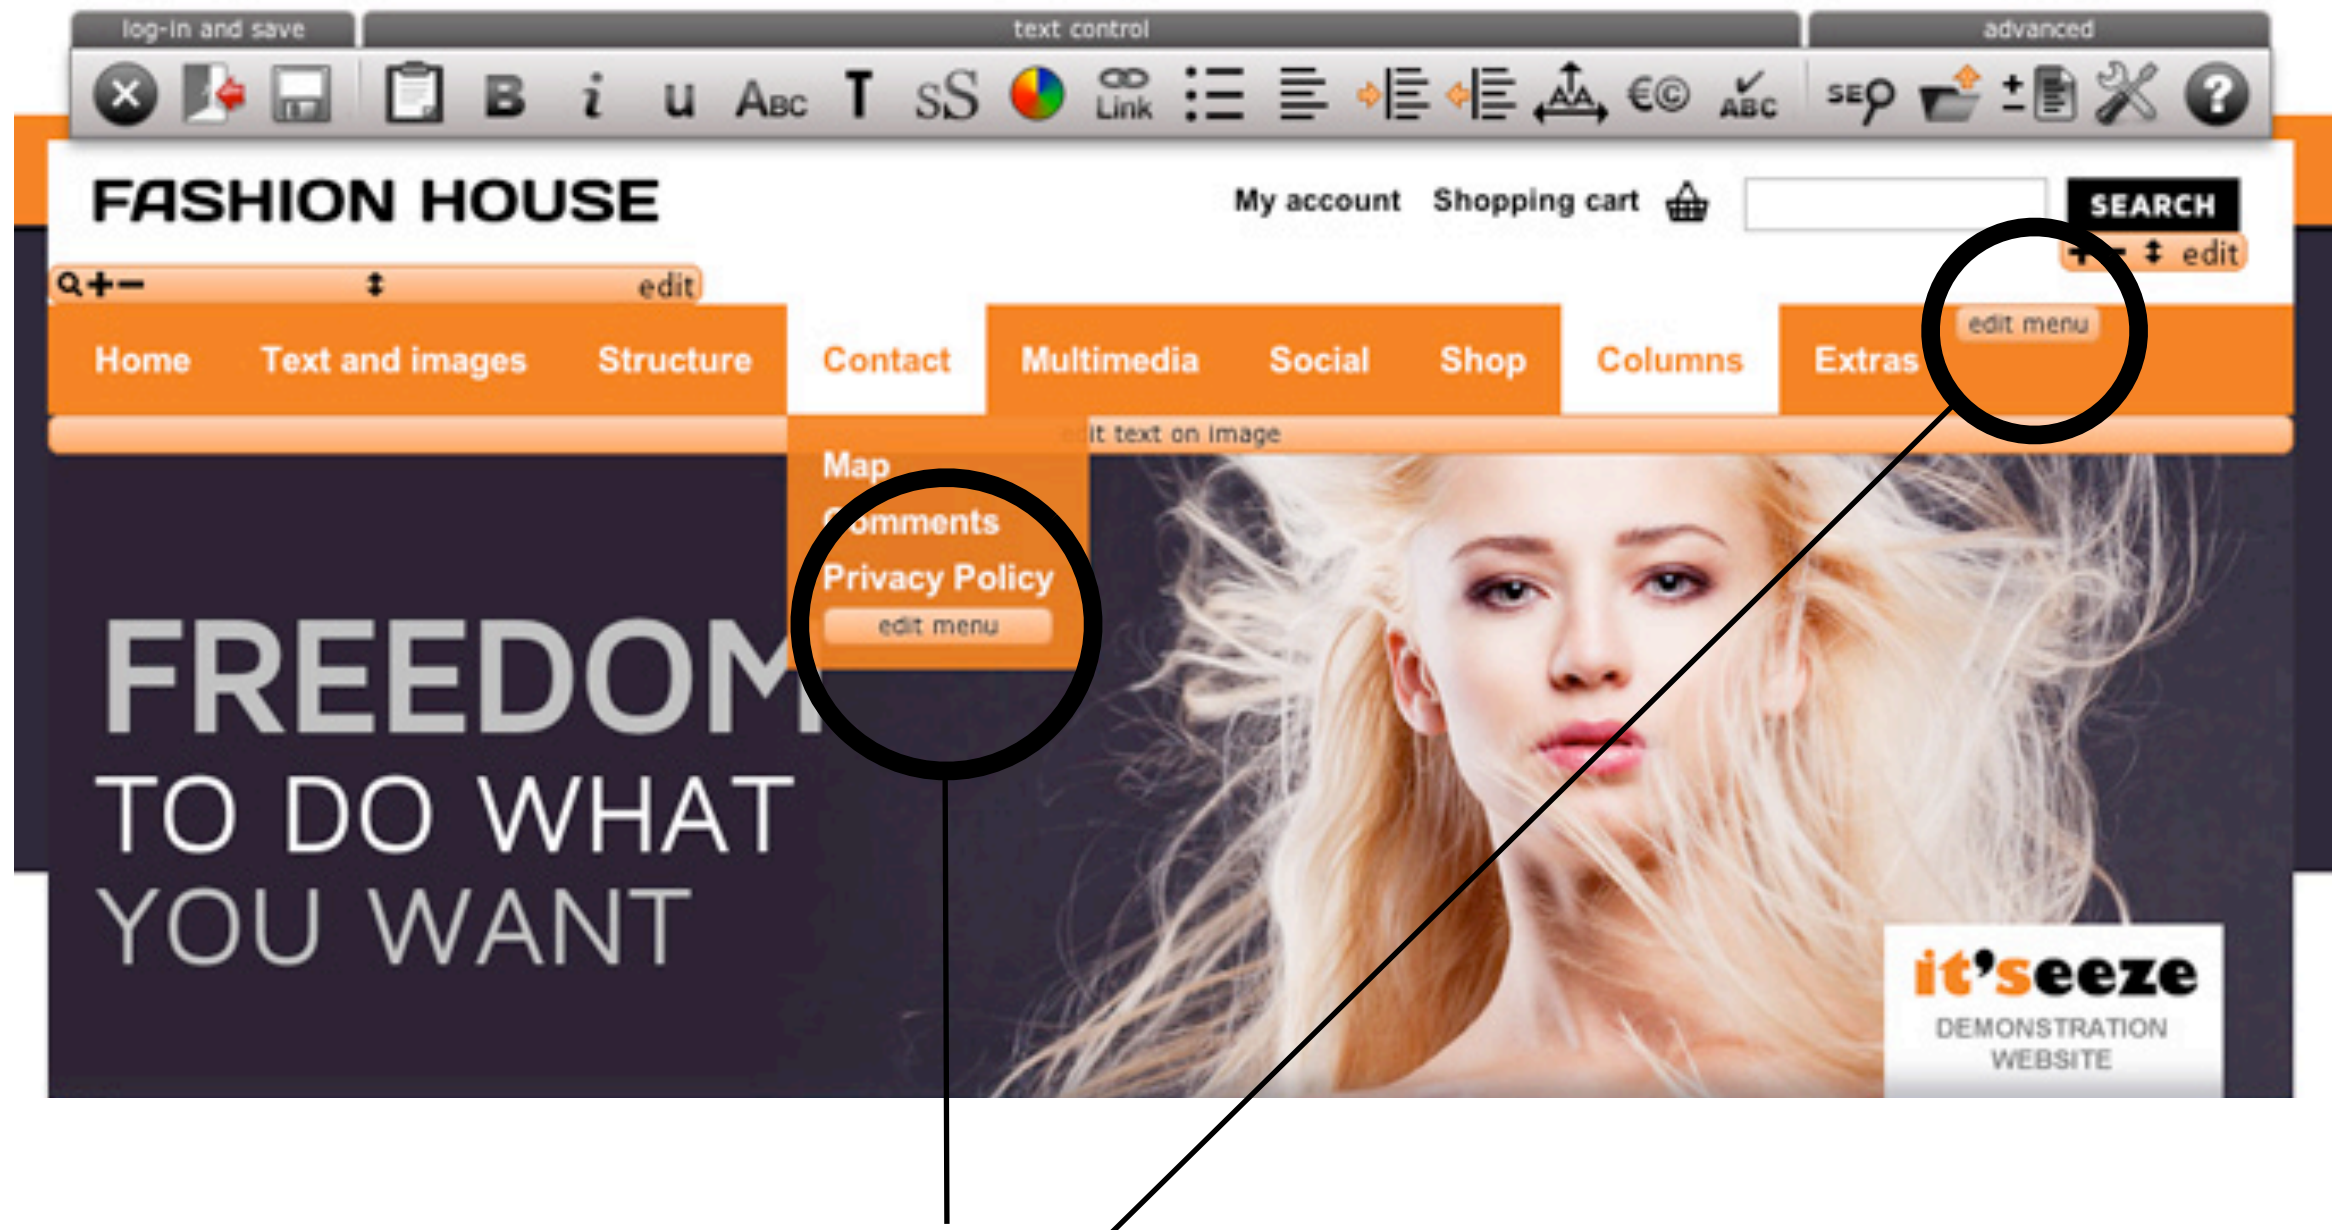 log-in and save
text control
advanced
B i u ABC T sS Link €© ABC SEO ± ?
FASHION HOUSE
My account Shopping cart SEARCH
edit
edit
edit menu
Home Text and images Structure Contact Multimedia Social Shop Columns Extras
text on image
Map
Comments
Privacy Policy
edit menu
FREEDOM
TO DO WHAT
YOU WANT
it'seeze
DEMONSTRATION
WEBSITE